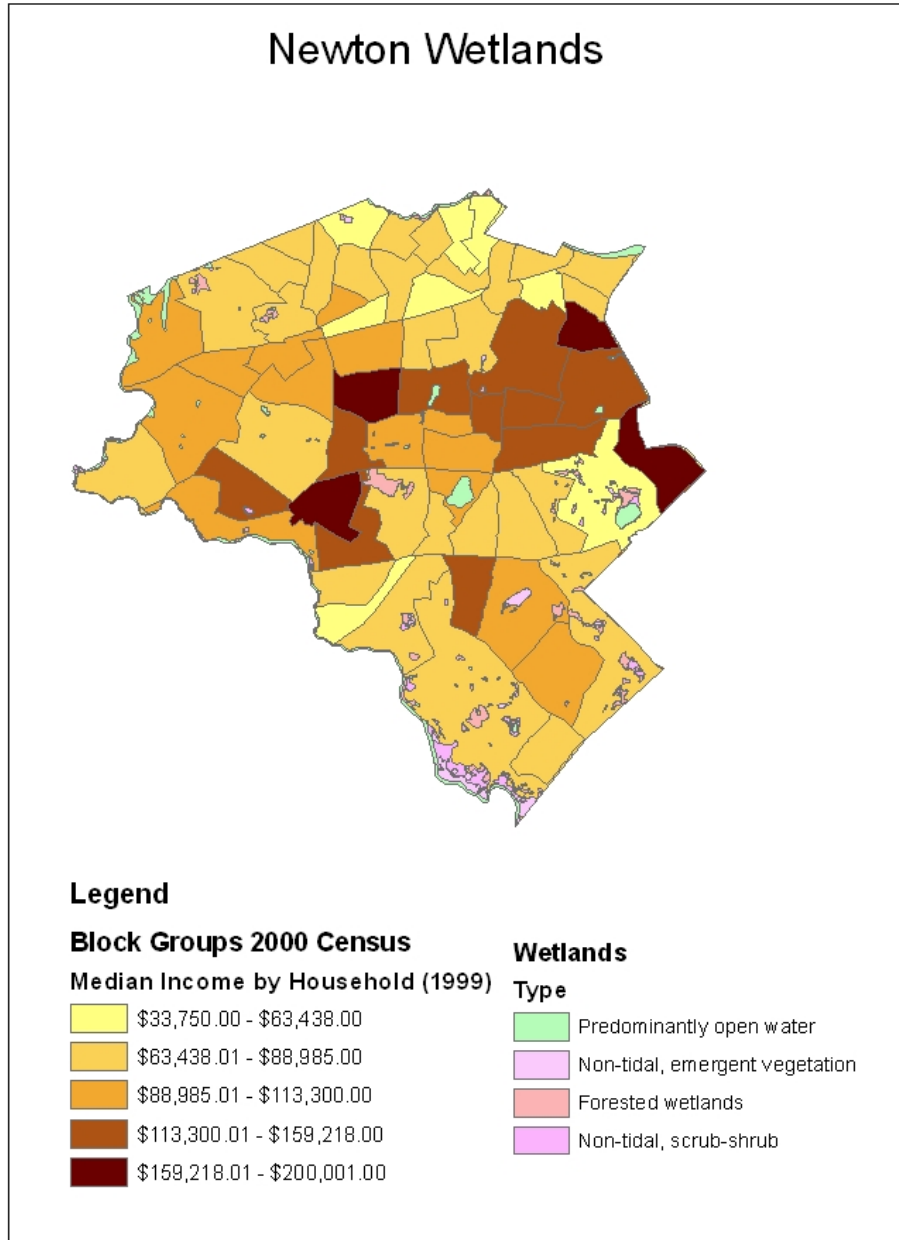 Newton Wetlands
Legend
Block Groups 2000 Census
Median Income by Household (1999)
$33,750.00 - $63,438.00
$63,438.01 - $88,985.00
$88,985.01 - $113,300.00
$113,300.01 - $159,218.00
$159,218.01 - $200,001.00
Wetlands
Type
Predominantly open water
Non-tidal, emergent vegetation
Forested wetlands
Non-tidal, scrub-shrub